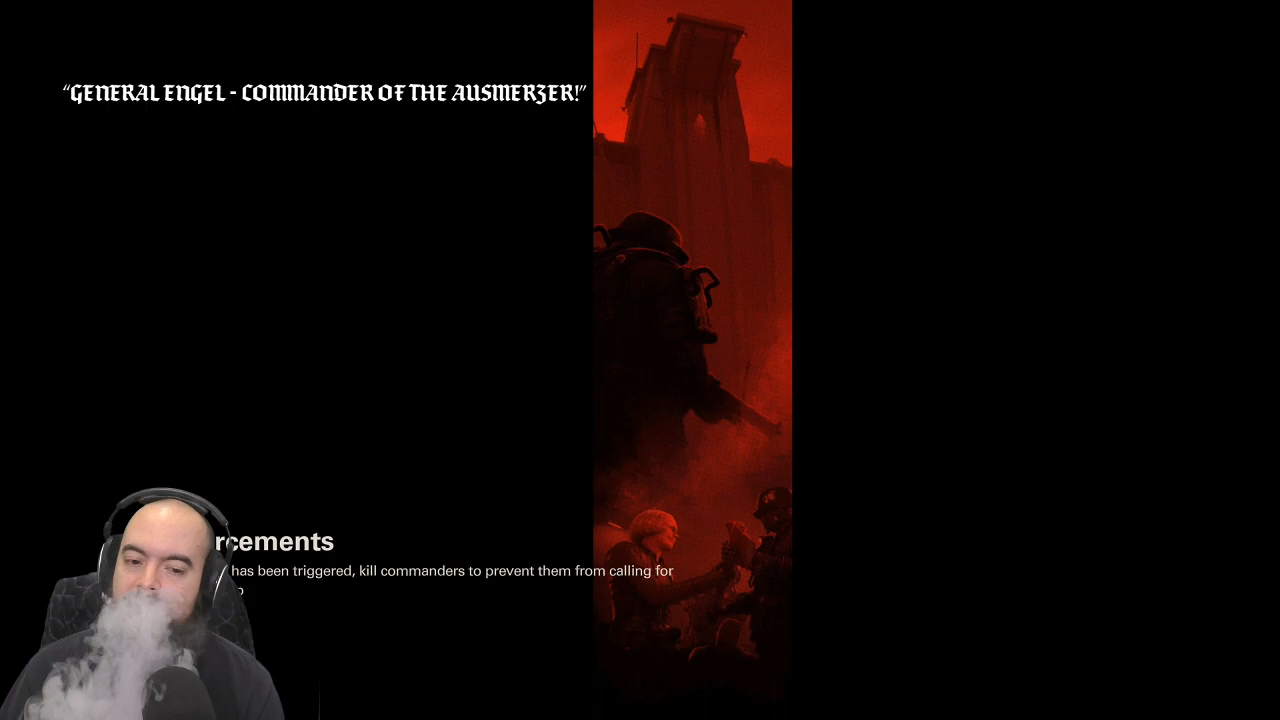 “GENERAL ENGEL - COMMANDER OF THE AUSMERZER!”
rcements
has been triggered, kill commanders to prevent them from calling for